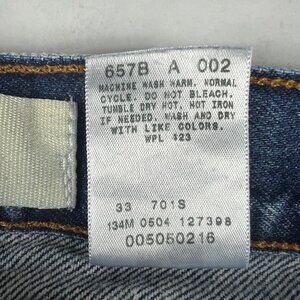 657B A 002
MACHINE WASH WARM. NORMAL
CYCLE. DO NOT BLEACH.
TUMBLE DRY HOT. HOT IRON
IF NEEDED. WASH AND DRY
WITH LIKE COLORS.
WPL 423
33 701S
134M 0504 127398
005050216